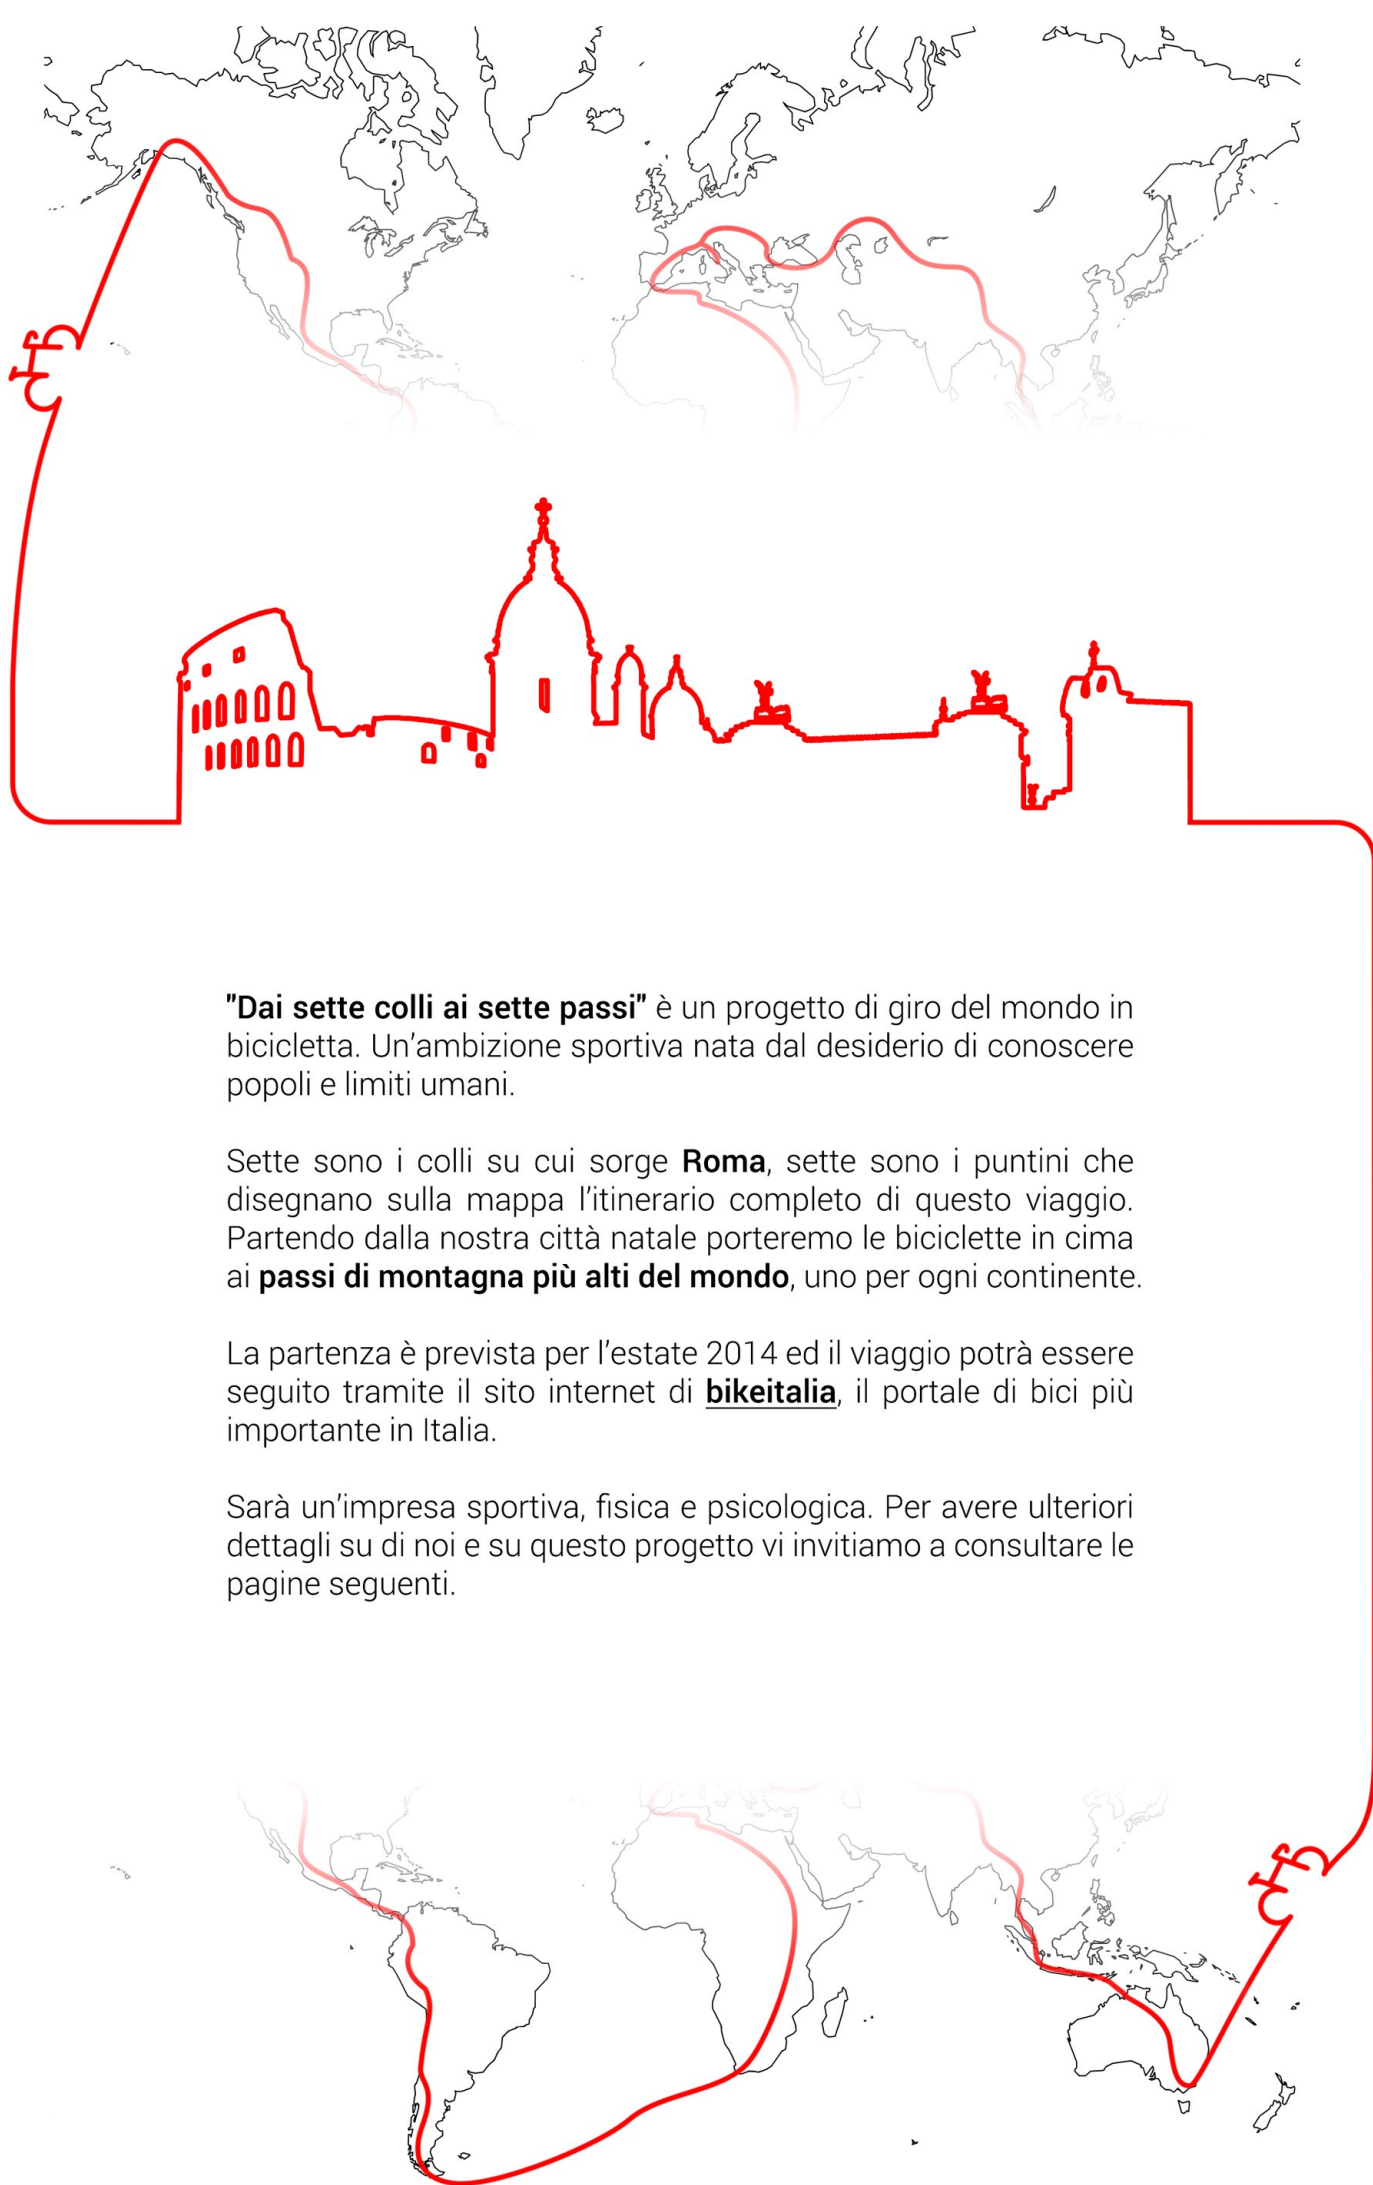 "Dai sette colli ai sette passi" è un progetto di giro del mondo in
bicicletta. Un'ambizione sportiva nata dal desiderio di conoscere
popoli e limiti umani.
Sette sono i colli su cui sorge Roma, sette sono i puntini che
disegnano sulla mappa l'itinerario completo di questo viaggio.
Partendo dalla nostra città natale porteremo le biciclette in cima
ai passi di montagna più alti del mondo, uno per ogni continente.
La partenza è prevista per l'estate 2014 ed il viaggio potrà essere
seguito tramite il sito internet di bikeitalia, il portale di bici più
importante in Italia.
Sarà un'impresa sportiva, fisica e psicologica. Per avere ulteriori
dettagli su di noi e su questo progetto vi invitiamo a consultare le
pagine seguenti.